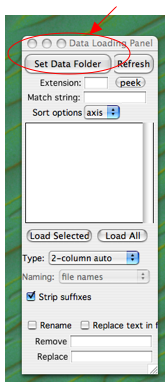 Data Loading Panel
Set Data Folder Refresh
Extension: peek
Match string:
Sort options axis
Load Selected Load All
Type: 2-column auto
Naming: file names
Strip suffixes
Rename Replace text in f
Remove
Replace